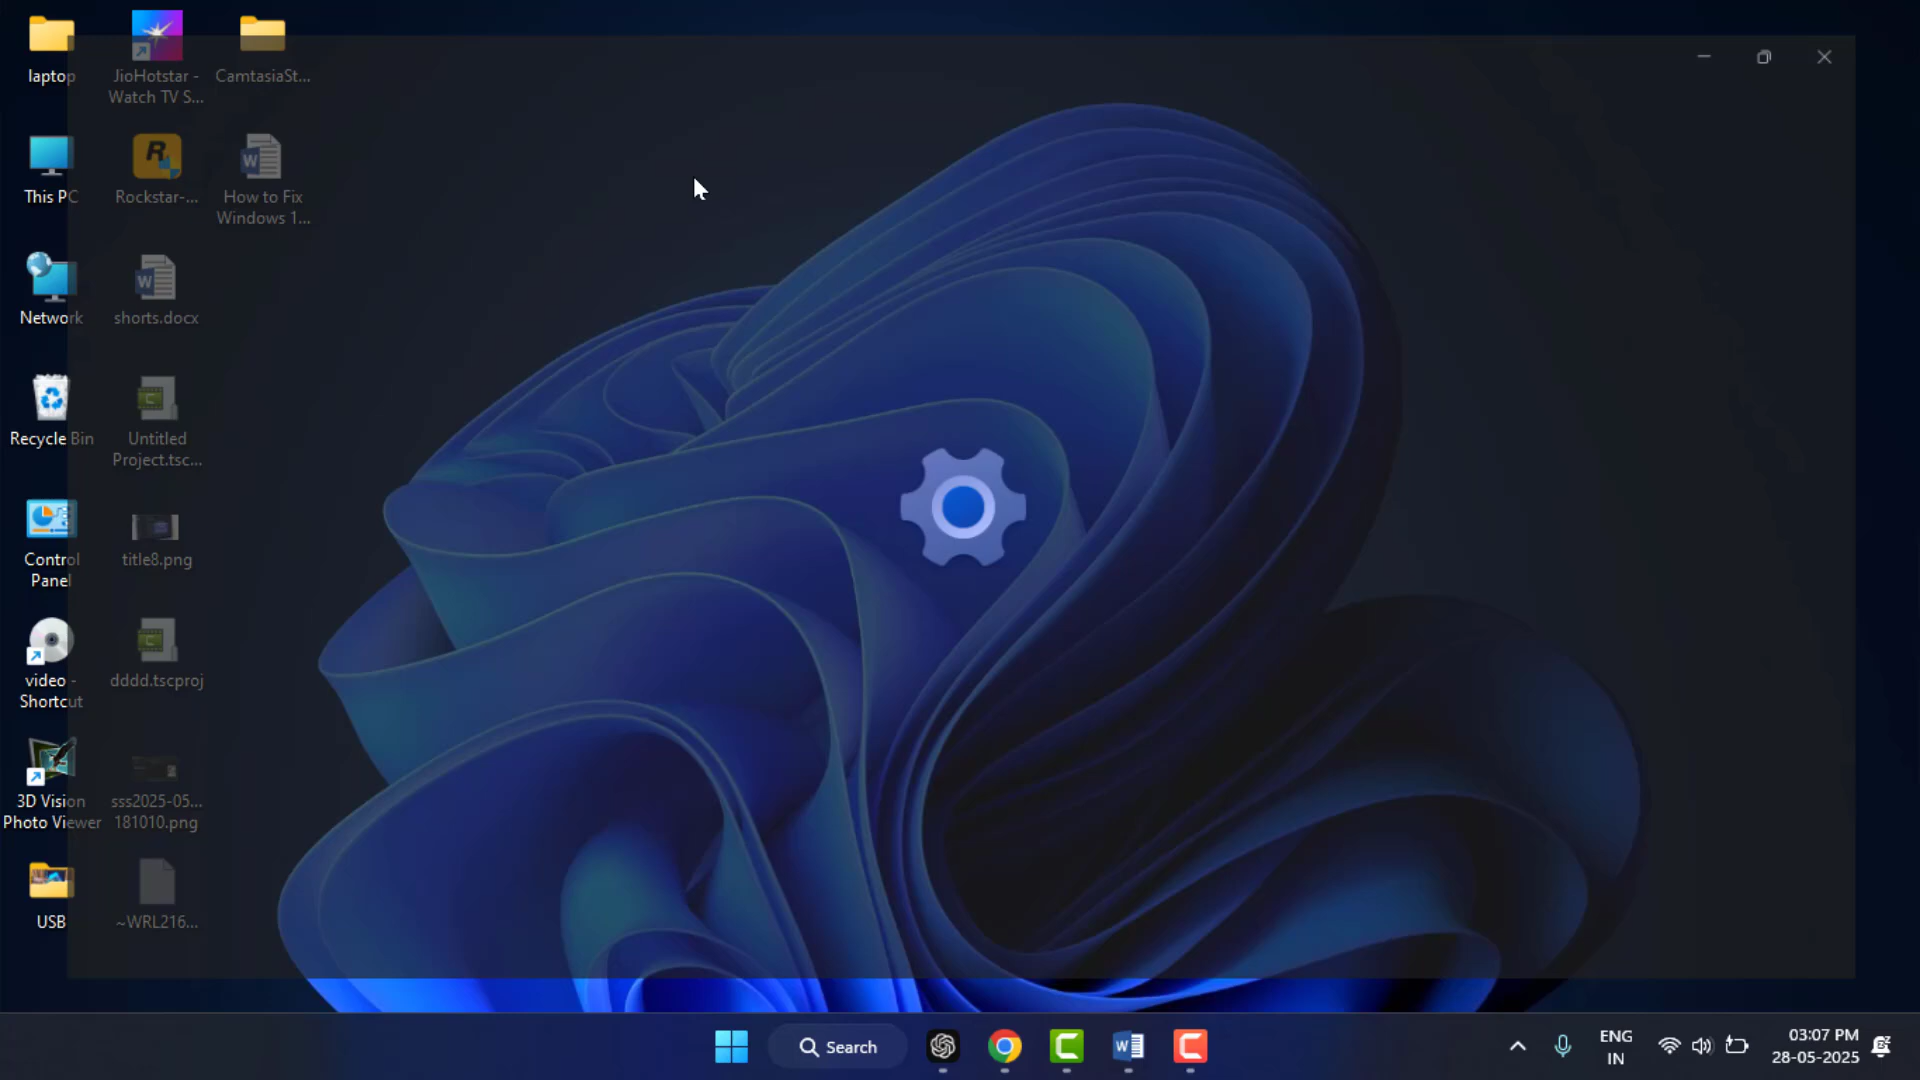 laptop
JioHotstar -
Watch TV S...
CamtasiaSt...
This PC
Rockstar-...
How to Fix
Windows 1...
Network
shorts.docx
Recycle Bin
Untitled
Project.tsc...
Control
Panel
title8.png
video -
Shortcut
dddd.tscproj
3D Vision
Photo Viewer
sss2025-05...
181010.png
USB
~WRL216...
Search
ENG
IN
03:07 PM
28-05-2025